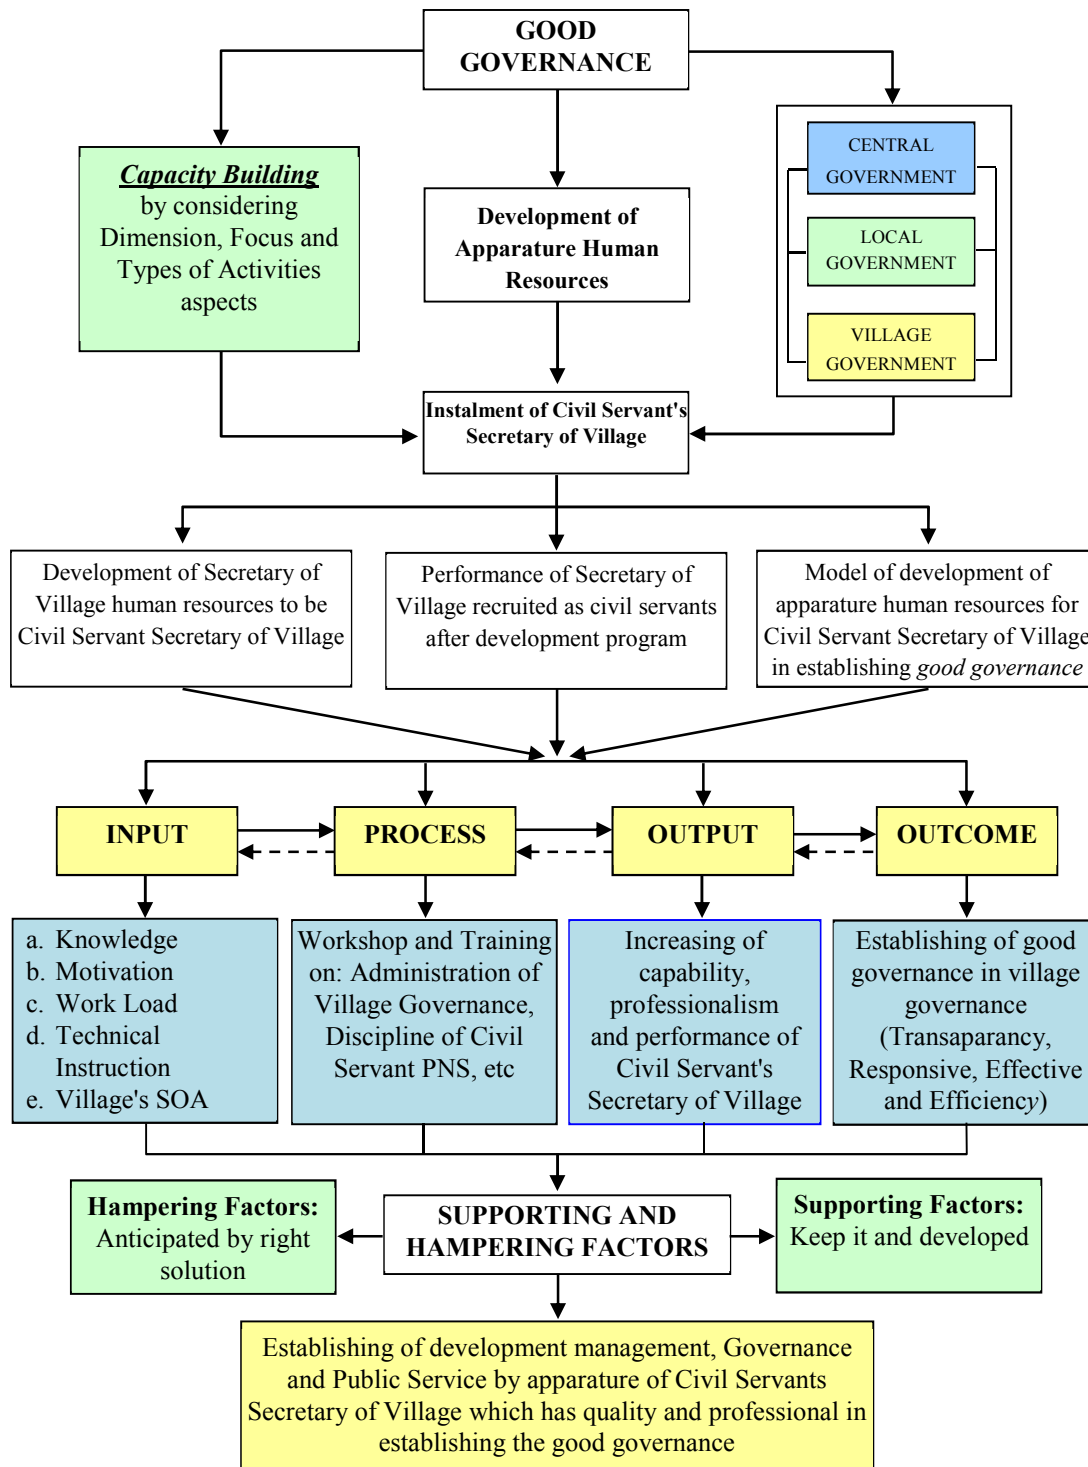 GOOD
GOVERNANCE
Capacity Building
by considering
Dimension, Focus and
Types of Activities
aspects
Development of
Apparature Human
Resources
CENTRAL
GOVERNMENT
LOCAL
GOVERNMENT
VILLAGE
GOVERNMENT
Instalment of Civil Servant's
Secretary of Village
Development of Secretary of
Village human resources to be
Civil Servant Secretary of Village
Performance of Secretary of
Village recruited as civil servants
after development program
Model of development of
apparature human resources for
Civil Servant Secretary of Village
in establishing good governance
INPUT
PROCESS
OUTPUT
OUTCOME
a. Knowledge
b. Motivation
c. Work Load
d. Technical
Instruction
e. Village's SOA
Workshop and Training
on: Administration of
Village Governance,
Discipline of Civil
Servant PNS, etc
Increasing of
capability,
professionalism
and performance of
Civil Servant's
Secretary of Village
Establishing of good
governance in village
governance
(Transaparancy,
Responsive, Effective
and Efficiency)
Hampering Factors:
Anticipated by right
solution
SUPPORTING AND
HAMPERING FACTORS
Supporting Factors:
Keep it and developed
Establishing of development management, Governance
and Public Service by apparature of Civil Servants
Secretary of Village which has quality and professional in
establishing the good governance